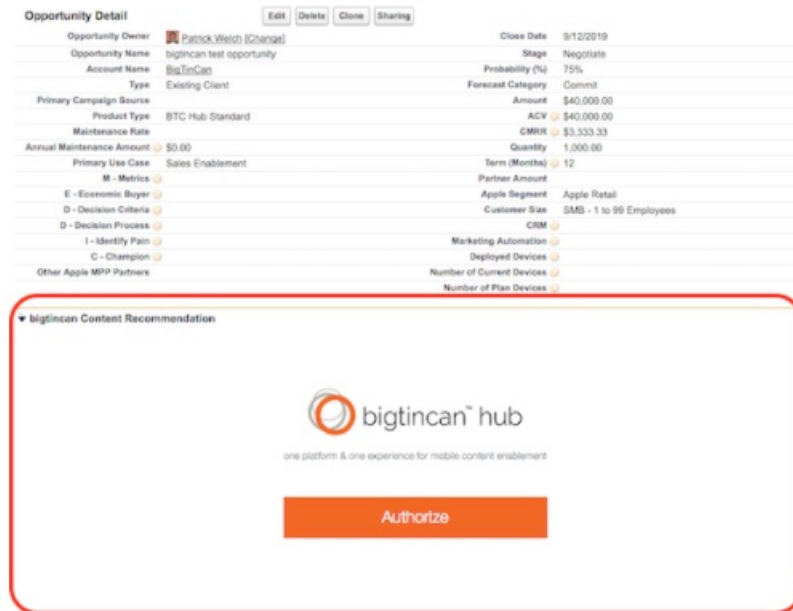 Opportunity Detail
Edit Delete Clone Sharing
Opportunity Owner Patrick Welch [Change] Close Date 9/12/2019
Opportunity Name bigtincan test opportunity Stage Negotiate
Account Name BigTinCan Probability (%) 75%
Type Existing Client Forecast Category Commit
Primary Campaign Source Amount $40,000.00
Product Type BTC Hub Standard ACV $40,000.00
Maintenance Rate CMRR $3,333.33
Annual Maintenance Amount $0.00 Quantity 1,000.00
Primary Use Case Sales Enablement Term (Months) 12
M - Metrics Partner Amount
E - Economic Buyer Apple Segment Apple Retail
D - Decision Criteria Customer Size SMB - 1 to 99 Employees
D - Decision Process CRM
I - Identify Pain Marketing Automation
C - Champion Deployed Devices
Other Apple MPP Partners Number of Current Devices
Number of Plan Devices
bigtincan Content Recommendation
bigtincan™ hub
one platform & one experience for mobile content enablement
Authorize